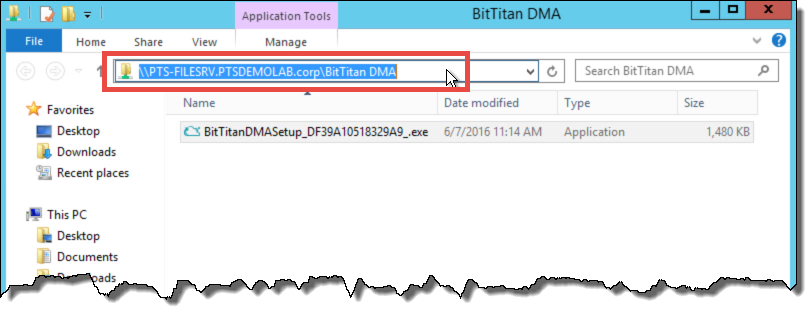 Application Tools
BitTitan DMA
File Home Share View Manage
\\PTS-FILESRV.PTSDEMOLAB.corp\BitTitan DMA
Search BitTitan DMA
Favorites
Desktop
Downloads
Recent places
This PC
Desktop
Documents
Downloads
Name Date modified Type Size
BitTitanDMASetup_DF39A10518329A9_.exe 6/7/2016 11:14 AM Application 1,480 KB